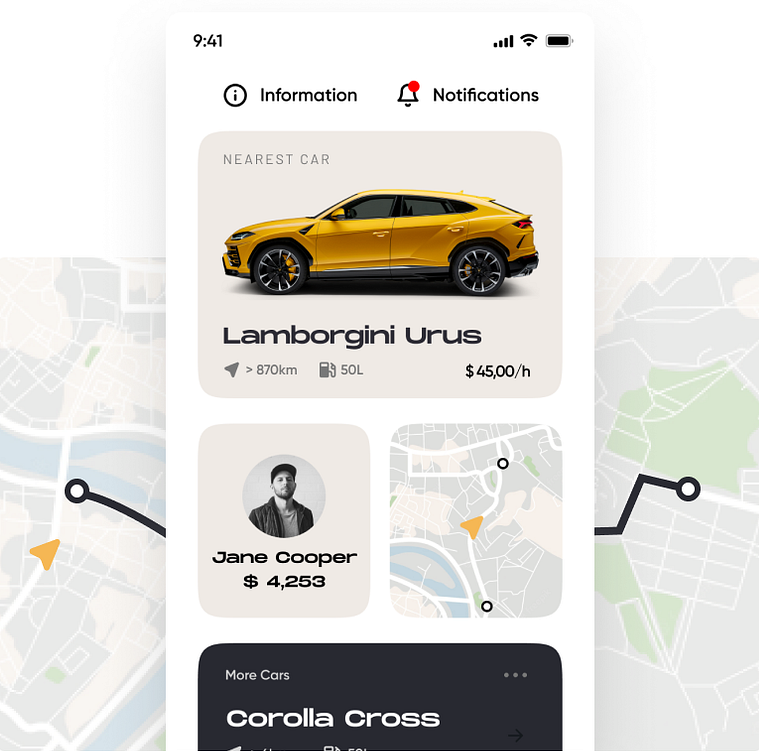 9:41
Information
Notifications
NEAREST CAR
Lamborgini Urus
> 870km
50L
$ 45,00/h
Jane Cooper
$ 4,253
More Cars
Corolla Cross